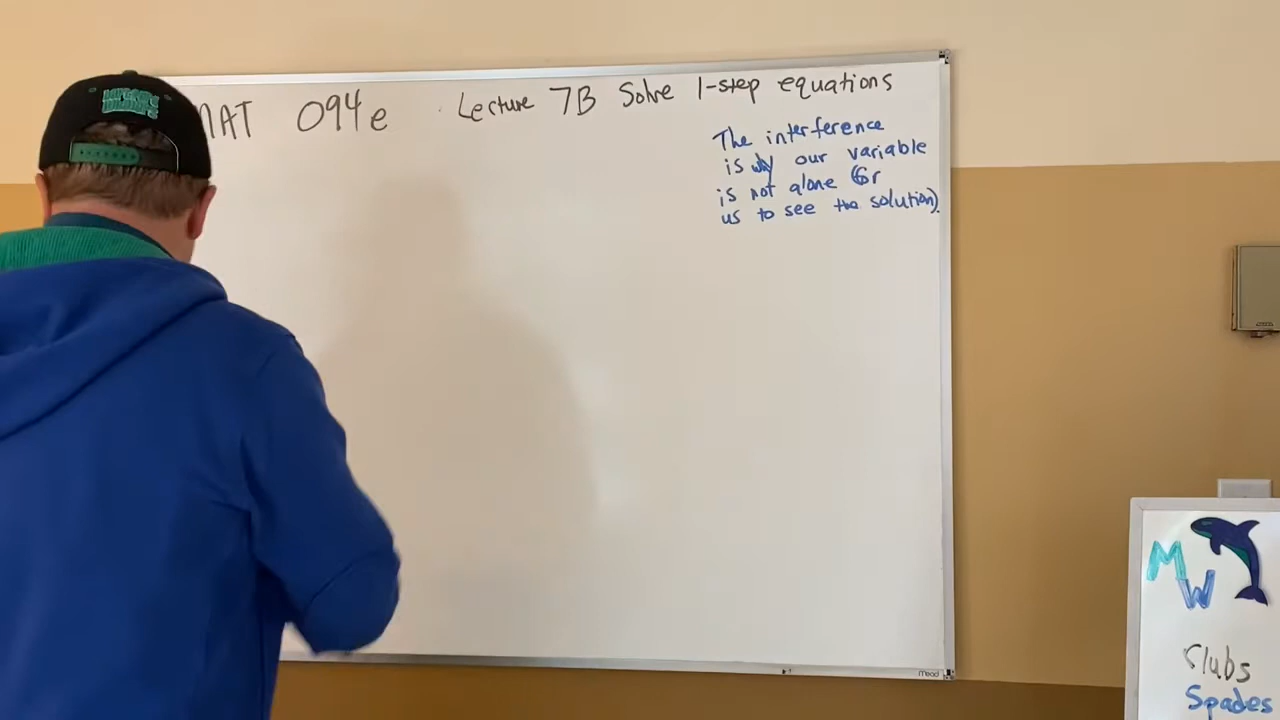 MAT 094e Lecture 7B Solve 1-step equations
The interference
is why our variable
is not alone (for
us to see the solution).
mead
M
W
Clubs
Spades